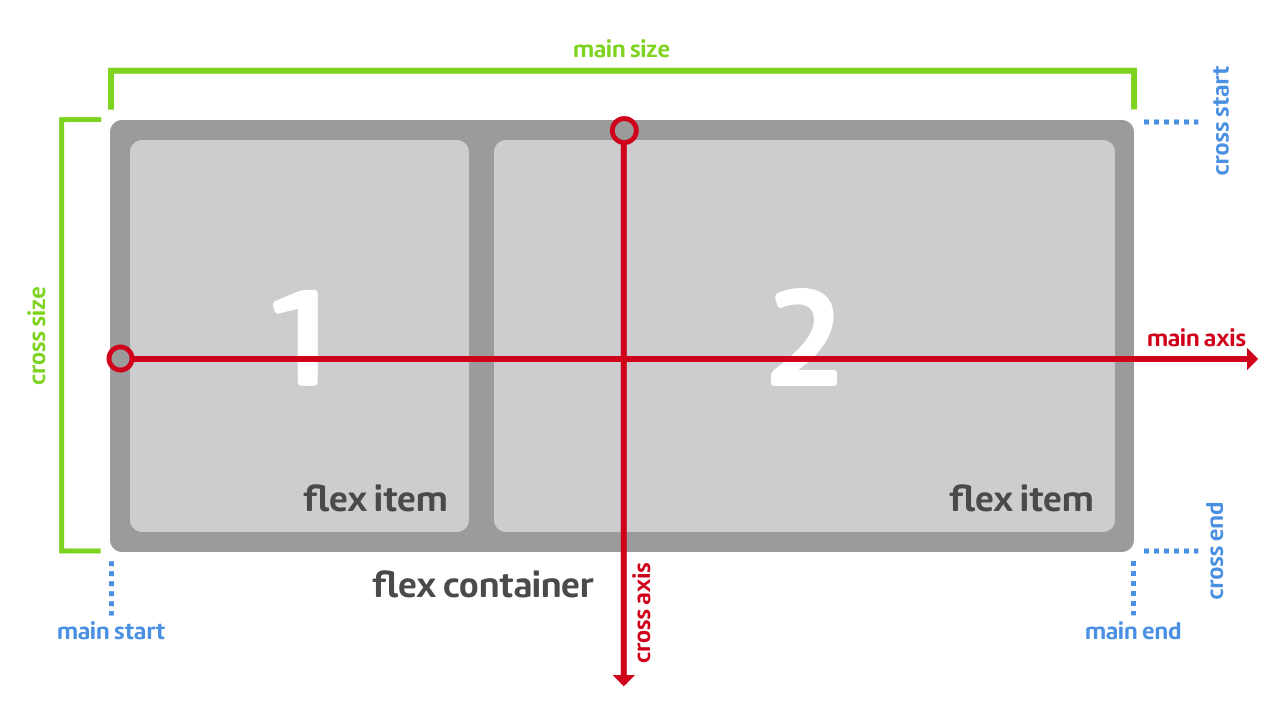 main size
cross start
cross size
1
2
main axis
flex item
flex item
cross end
flex container
cross axis
main start
main end